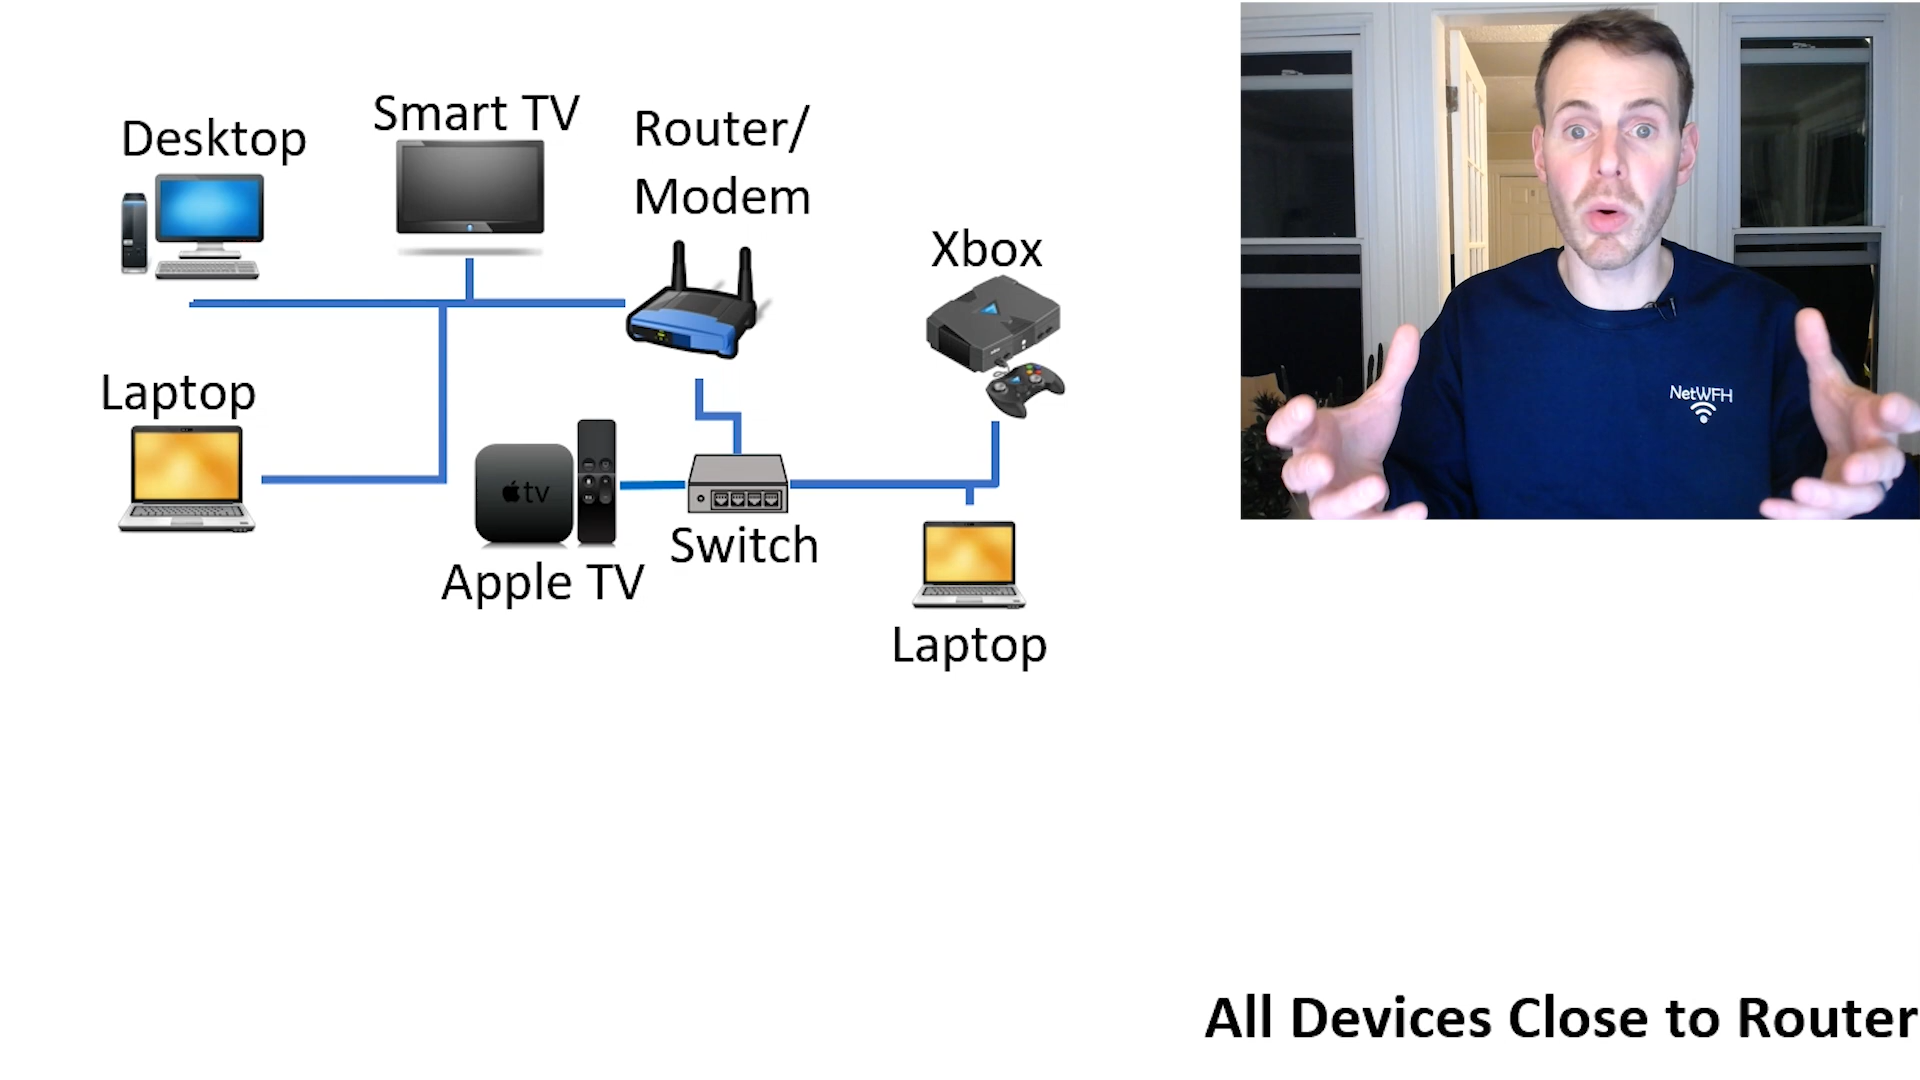 Desktop
Smart TV
Router/
Modem
Xbox
Laptop
tv
Apple TV
Switch
Laptop
NetWFH
All Devices Close to Router